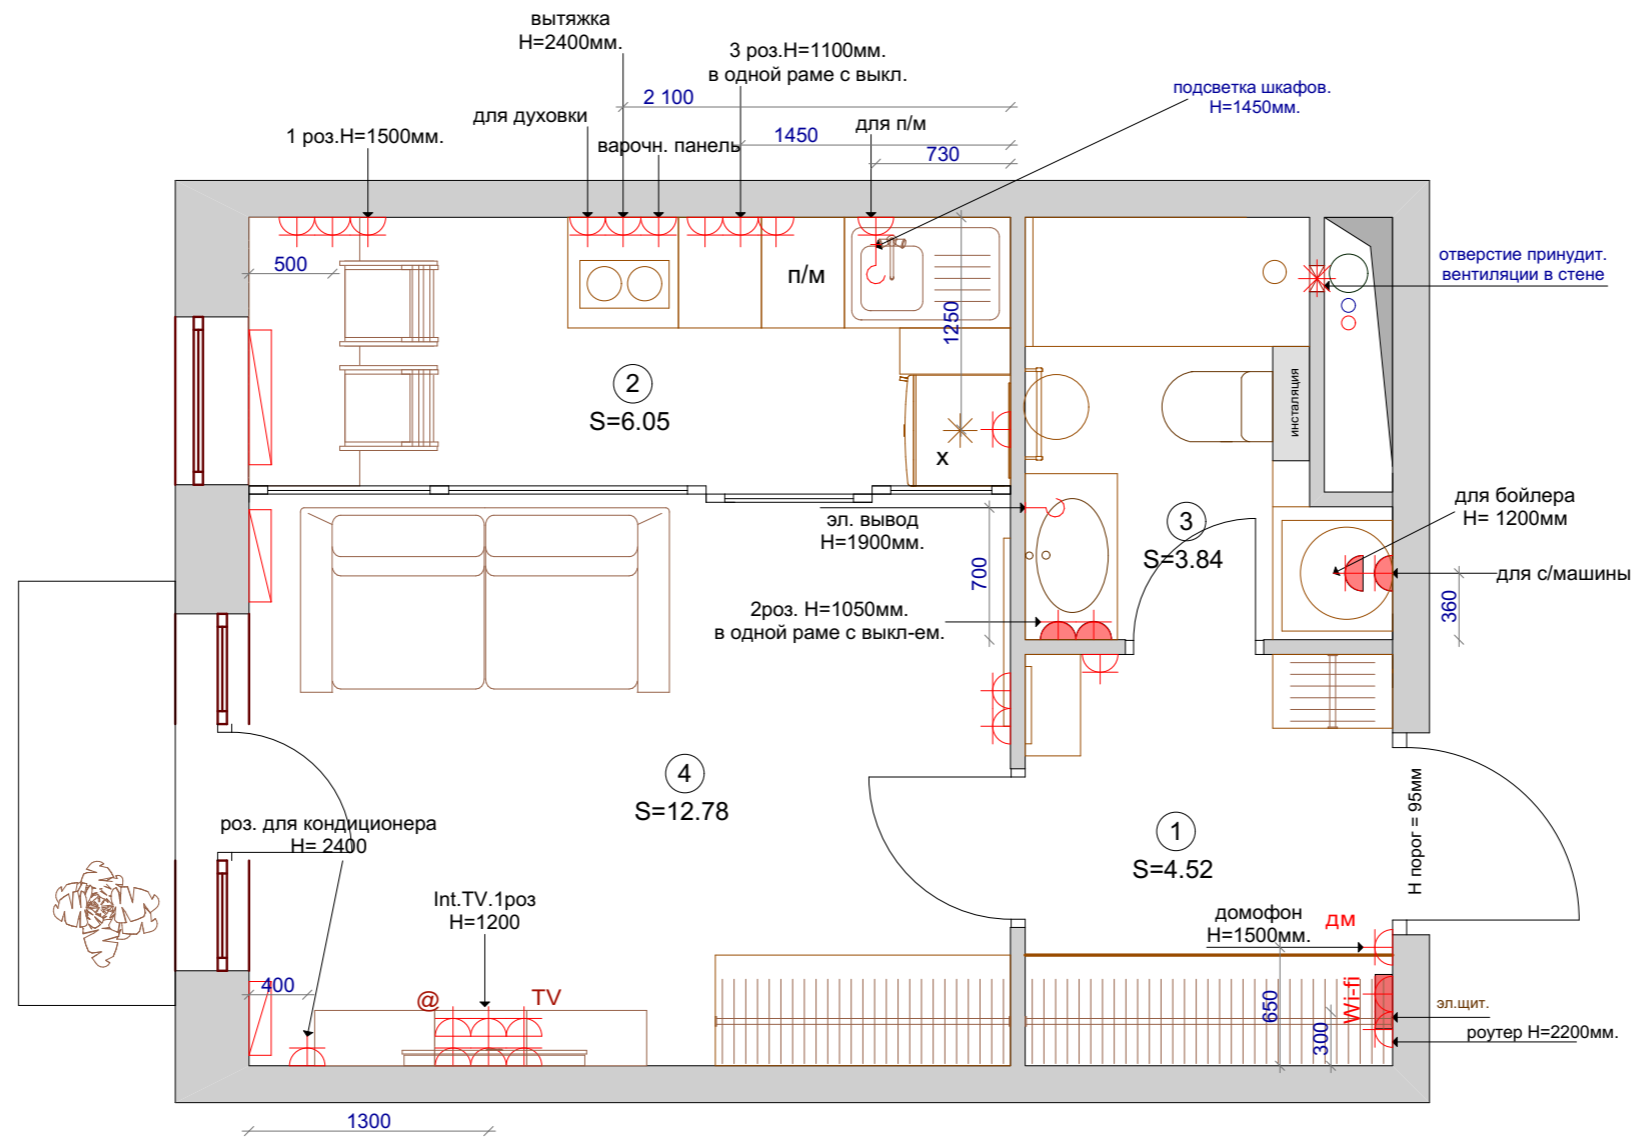 вытяжка
H=2400мм.
3 роз.H=1100мм.
в одной раме с выкл.
подсветка шкафов.
H=1450мм.
2 100
для духовки
1 роз.H=1500мм.
варочн. панель
1450
для п/м
730
отверстие принудит.
вентиляции в стене
500
п/м
1250
2
S=6.05
инсталяция
х
для бойлера
H= 1200мм
эл. вывод
H=1900мм.
3
S=3.84
700
для с/машины
360
2роз. H=1050мм.
в одной раме с выкл-ем.
4
S=12.78
роз. для кондиционера
H= 2400
1
S=4.52
Н порог = 95мм
Int.TV.1роз
H=1200
домофон
H=1500мм.
дм
400
@
TV
650
300
Wi-fi
эл.щит.
роутер H=2200мм.
1300